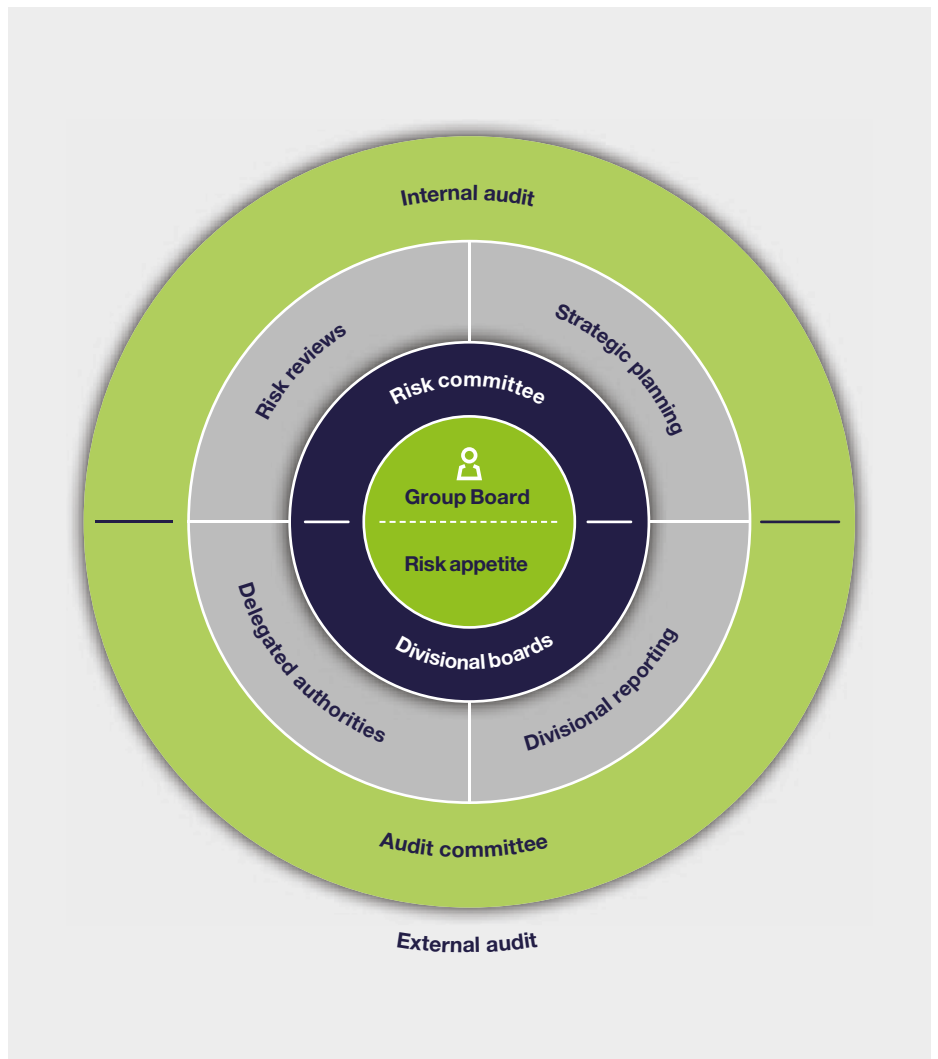 Internal audit
Risk reviews
Strategic planning
Risk committee
Group Board
Risk appetite
Divisional boards
Delegated authorities
Divisional reporting
Audit committee
External audit